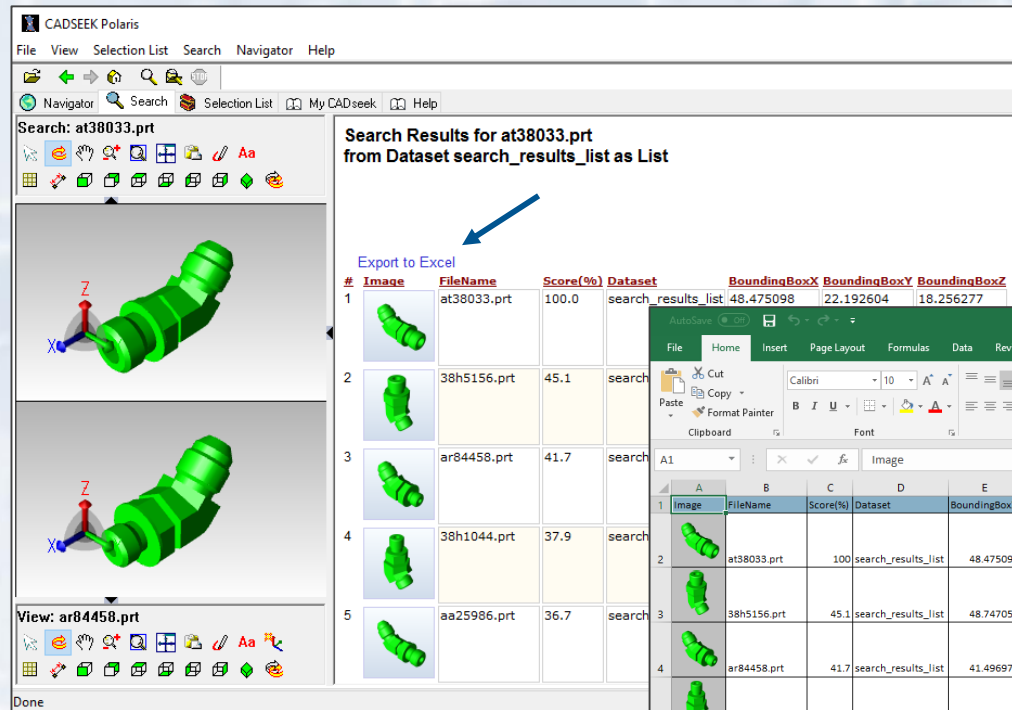 CADSEEK Polaris
File View Selection List Search Navigator Help
STOP
Navigator Search Selection List My CADseek Help
Search: at38033.prt
Aa
Z
X
Z
X
View: ar84458.prt
Aa
Done
Search Results for at38033.prt
from Dataset search_results_list as List
Export to Excel
# Image FileName Score(%) Dataset BoundingBoxX BoundingBoxY BoundingBoxZ
1 at38033.prt 100.0 search_results_list 48.475098 22.192604 18.256277
2 38h5156.prt 45.1 search
3 ar84458.prt 41.7 search
4 38h1044.prt 37.9 search
5 aa25986.prt 36.7 search
AutoSave Off
File Home Insert Page Layout Formulas Data Rev
Cut
Copy
Format Painter
Paste
Calibri 10 A A
B I U A
Clipboard Font
A1 fx Image
A B C D E
1 Image FileName Score(%) Dataset BoundingBox
2 at38033.prt 100 search_results_list 48.47509
3 38h5156.prt 45.1 search_results_list 48.74705
4 ar84458.prt 41.7 search_results_list 41.49697